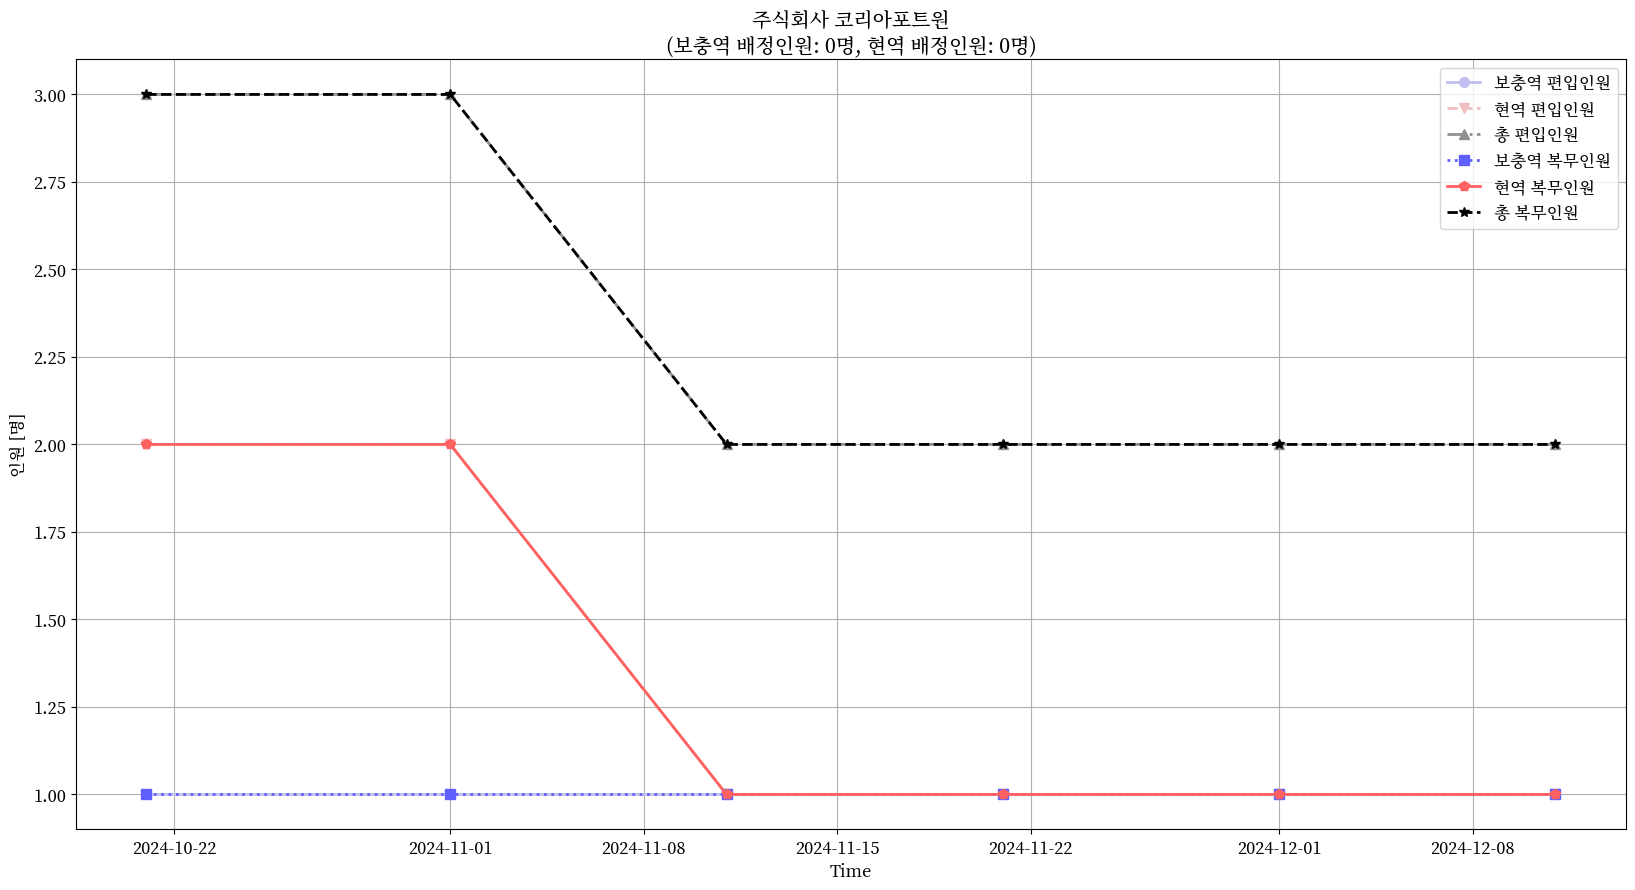 주식회사 코리아포트원
(보충역 배정인원: 0명, 현역 배정인원: 0명)
보충역 편입인원
현역 편입인원
총 편입인원
보충역 복무인원
현역 복무인원
총 복무인원
인원 [명]
3.00
2.75
2.50
2.25
2.00
1.75
1.50
1.25
1.00
2024-10-22
2024-11-01
2024-11-08
2024-11-15
2024-11-22
2024-12-01
2024-12-08
Time